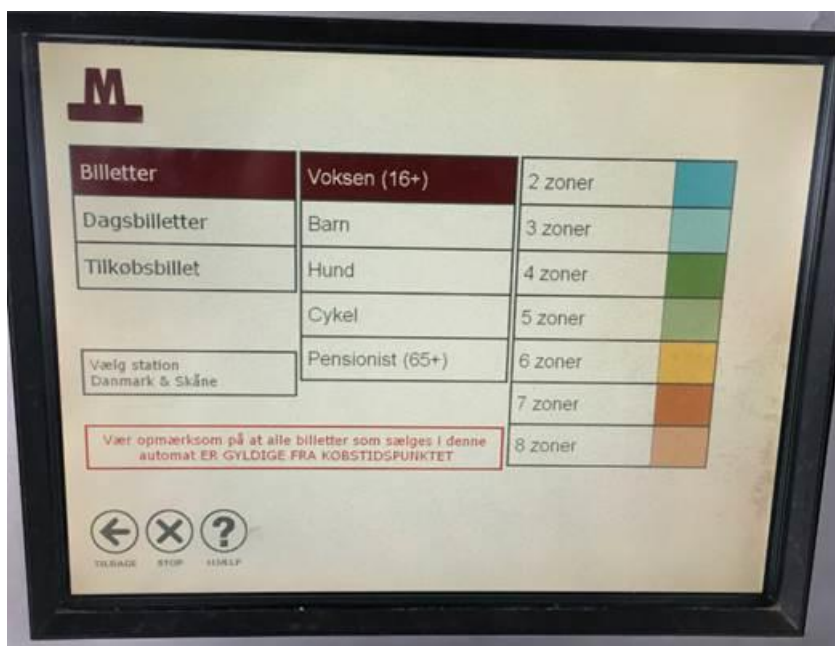 M
Billetter
Dagsbilletter
Tilkøbsbillet
Vælg station
Danmark & Skåne
Voksen (16+)
Barn
Hund
Cykel
Pensionist (65+)
2 zoner
3 zoner
4 zoner
5 zoner
6 zoner
7 zoner
8 zoner
Vær opmærksom på at alle billetter som sælges i denne
automat ER GYLDIGE FRA KØBSTIDSPUNKTET
TILBAGE
STOP
?
HJÆLP